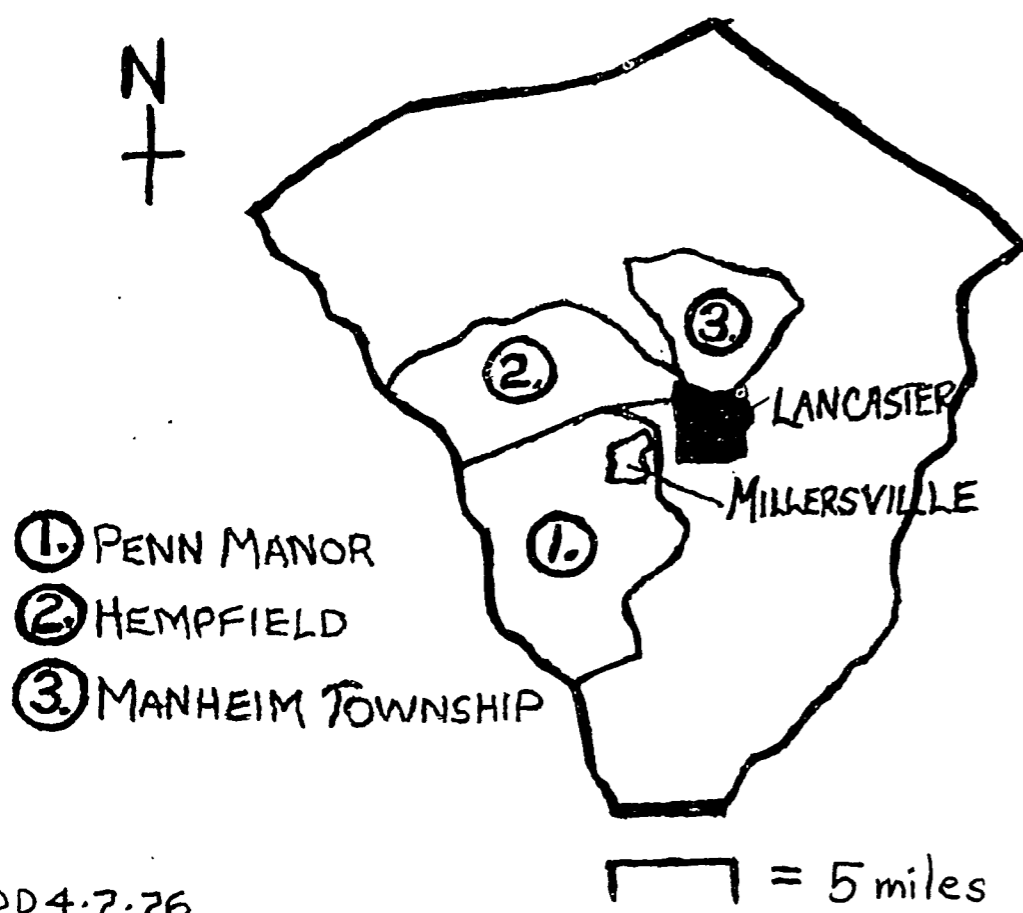 N
3.
2.
LANCASTER
MILLERSVILLE
1.
1. PENN MANOR
2. HEMPFIELD
3. MANHEIM TOWNSHIP
= 5 miles